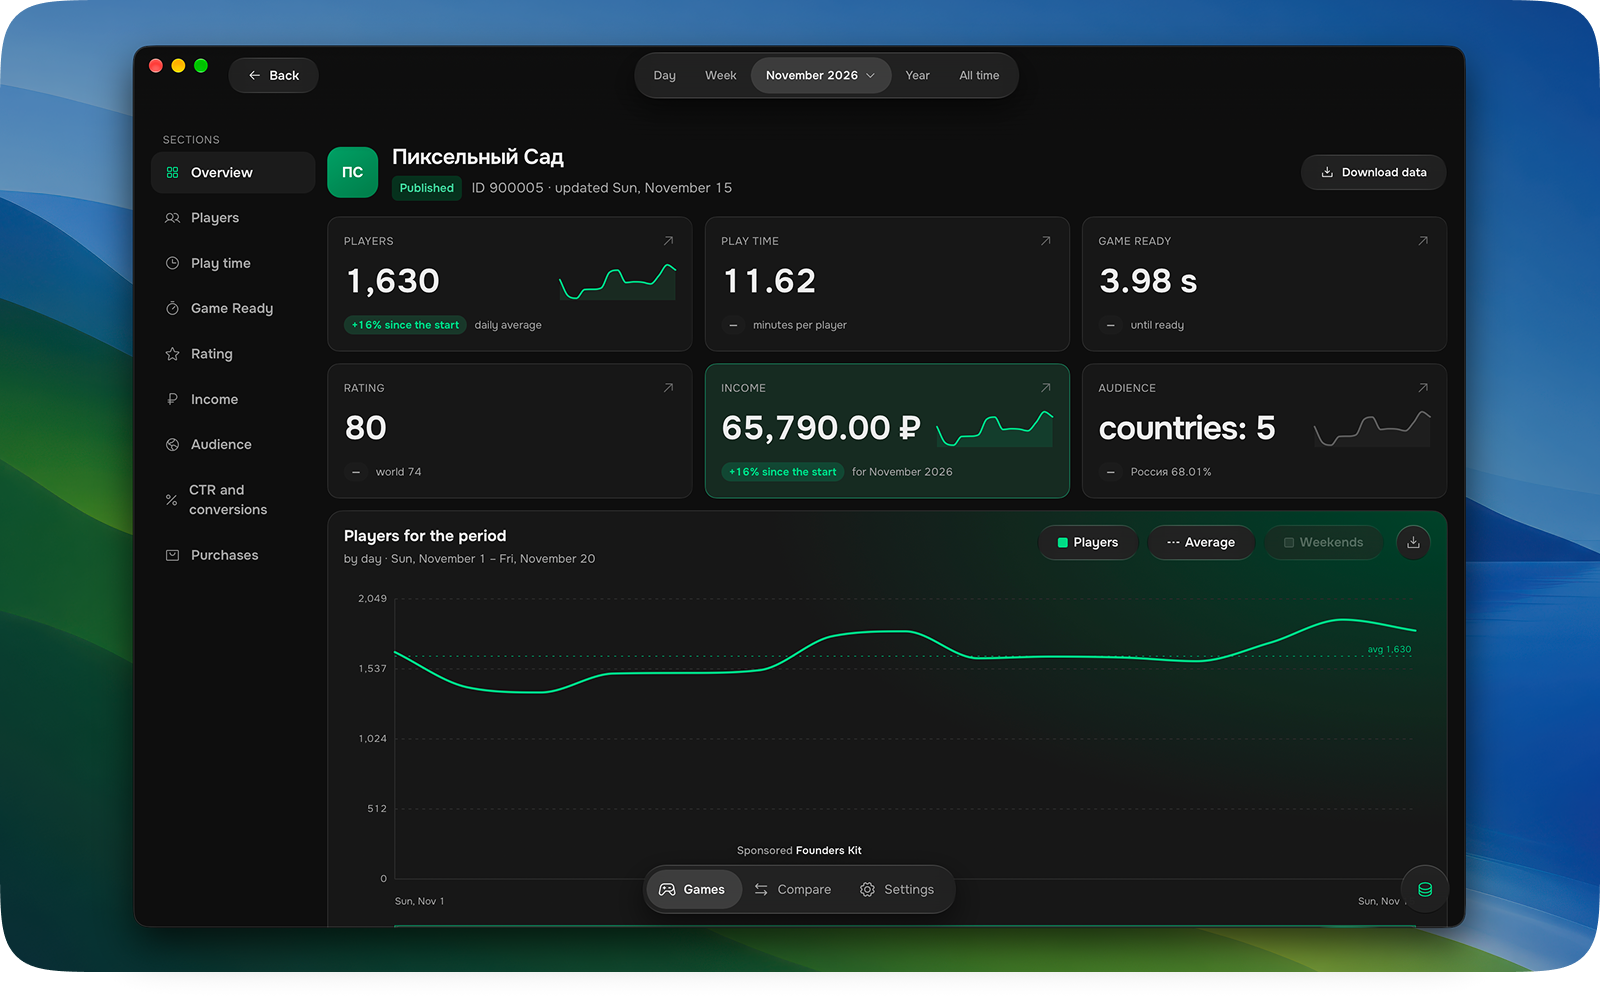 Back
Day Week November 2026 Year All time
SECTIONS
Overview
Players
Play time
Game Ready
Rating
Income
Audience
CTR and
conversions
Purchases
ПС
Пиксельный Сад
Published ID 900005 · updated Sun, November 15
Download data
PLAYERS
1,630
+16% since the start daily average
PLAY TIME
11.62
– minutes per player
GAME READY
3.98 s
– until ready
RATING
80
– world 74
INCOME
65,790.00 ₽
+16% since the start for November 2026
AUDIENCE
countries: 5
– Россия 68.01%
Players for the period
by day · Sun, November 1 – Fri, November 20
Players Average Weekends
2,049
1,537
1,024
512
0
avg 1,630
Sun, Nov 1
Sun, Nov
Sponsored Founders Kit
Games Compare Settings